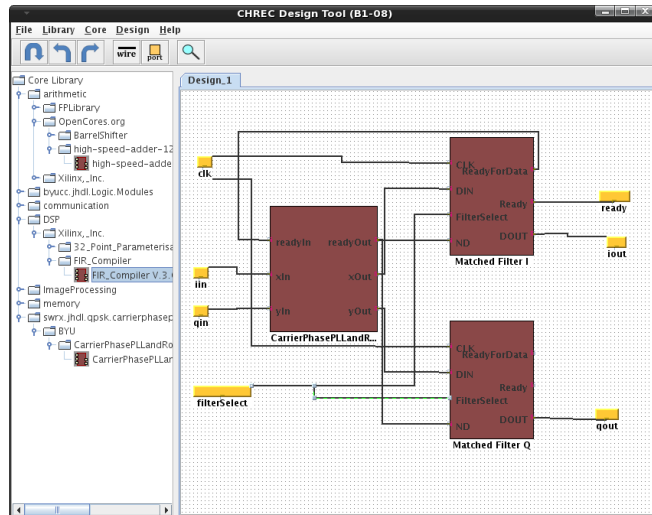 CHREC Design Tool (B1-08)
File Library Core Design Help
wire
port
Core Library
arithmetic
FPLibrary
OpenCores.org
BarrelShifter
high-speed-adder-12
high-speed-adde
Xilinx,_Inc.
byucc.jhdl.Logic.Modules
communication
DSP
Xilinx,_Inc.
32_Point_Parameterisa
FIR_Compiler
FIR_Compiler V.3.
ImageProcessing
memory
swrx.jhdl.qpsk.carrierphasep
BYU
CarrierPhasePLLandRo
CarrierPhasePLLar
Design_1
clk
iin
qin
filterSelect
readyIn readyOut
xIn xOut
yIn yOut
CarrierPhasePLLandR...
CLK
ReadyForData
DIN
Ready
FilterSelect
DOUT
ND
Matched Filter I
CLK
ReadyForData
DIN
Ready
FilterSelect
DOUT
ND
Matched Filter Q
ready
iout
qout